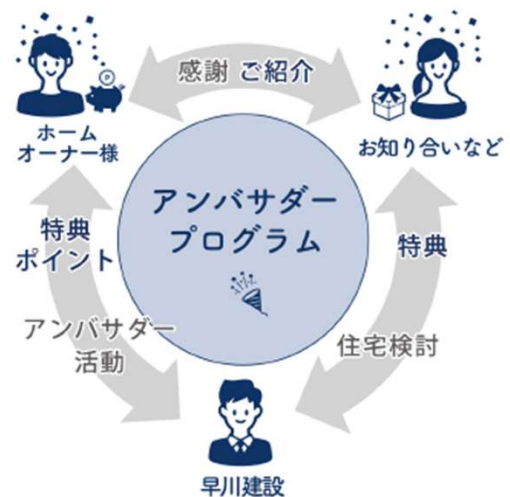 感謝 ご紹介
ホーム
オーナー様
お知り合いなど
アンバサダー
プログラム
特典
ポイント
特典
アンバサダー
活動
住宅検討
早川建設
P